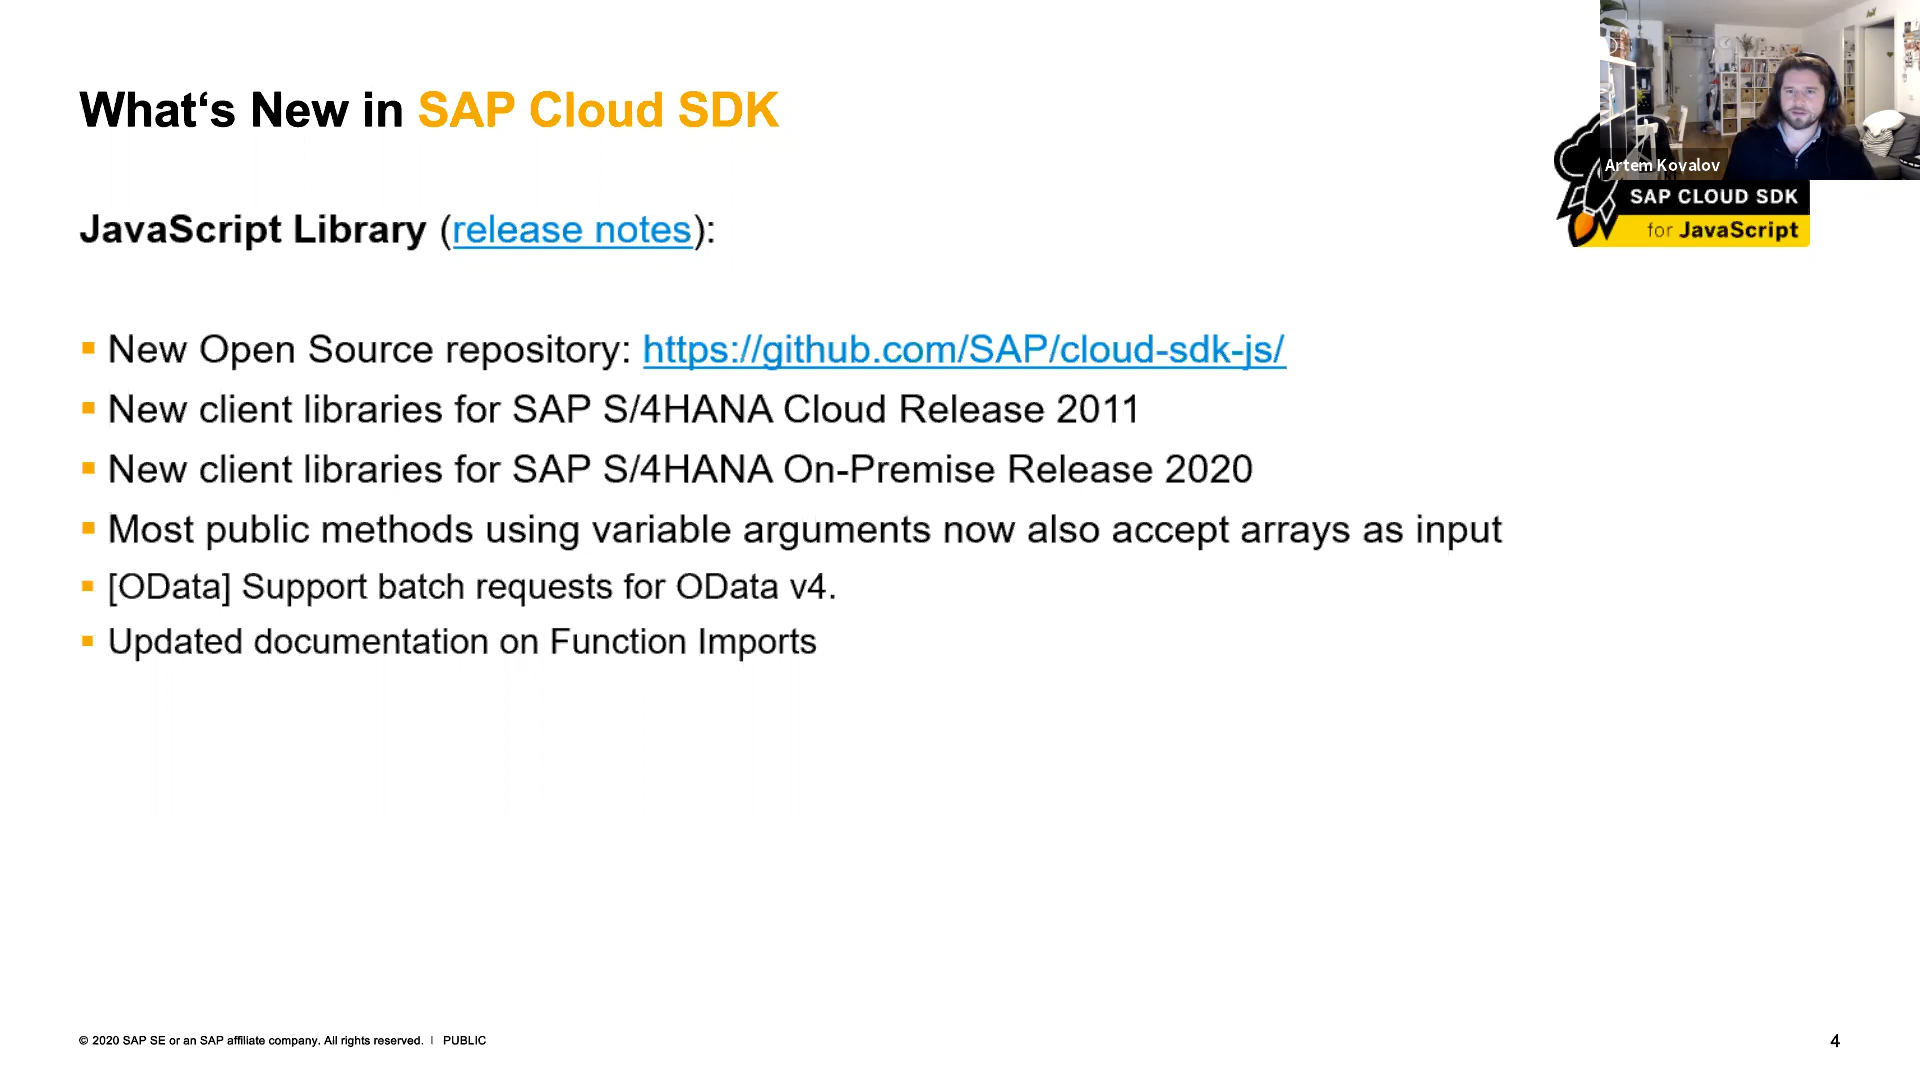 What‘s New in SAP Cloud SDK
Artem Kovalov
SAP CLOUD SDK
for JavaScript
JavaScript Library (release notes):
▪ New Open Source repository: https://github.com/SAP/cloud-sdk-js/
▪ New client libraries for SAP S/4HANA Cloud Release 2011
▪ New client libraries for SAP S/4HANA On-Premise Release 2020
▪ Most public methods using variable arguments now also accept arrays as input
▪ [OData] Support batch requests for OData v4.
▪ Updated documentation on Function Imports
© 2020 SAP SE or an SAP affiliate company. All rights reserved. | PUBLIC
4